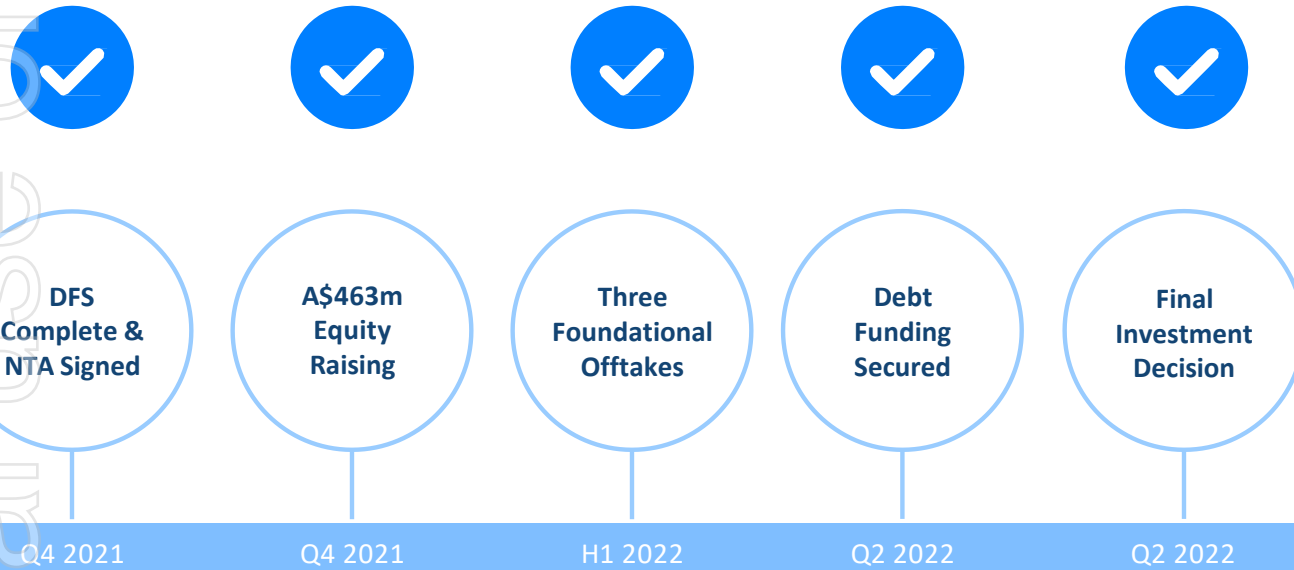 DFS
Complete &
NTA Signed
A$463m
Equity
Raising
Three
Foundational
Offtakes
Debt
Funding
Secured
Final
Investment
Decision
Q4 2021
Q4 2021
H1 2022
Q2 2022
Q2 2022